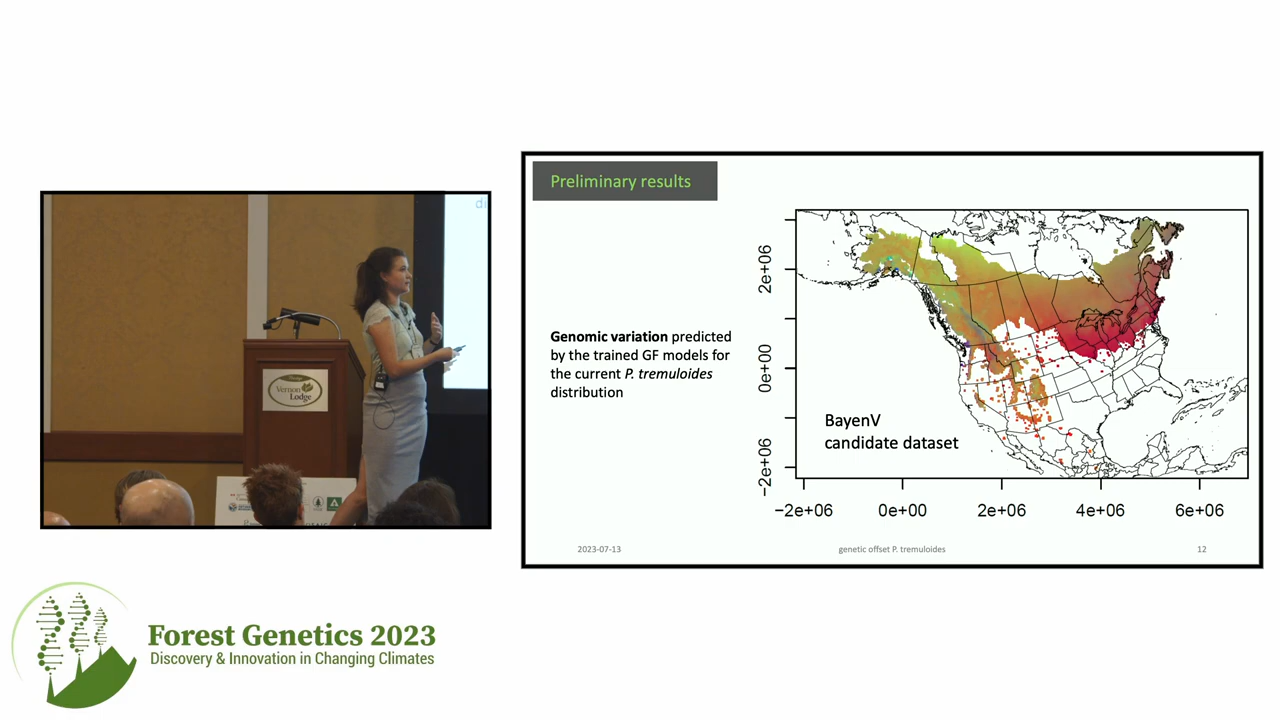 di
Vernon
Lodge
Preliminary results
Genomic variation predicted
by the trained GF models for
the current P. tremuloides
distribution
2e+06
0e+00
−2e+06
BayenV
candidate dataset
−2e+06 0e+00 2e+06 4e+06 6e+06
2023-07-13 genetic offset P. tremuloides 12
Forest Genetics 2023
Discovery & Innovation in Changing Climates